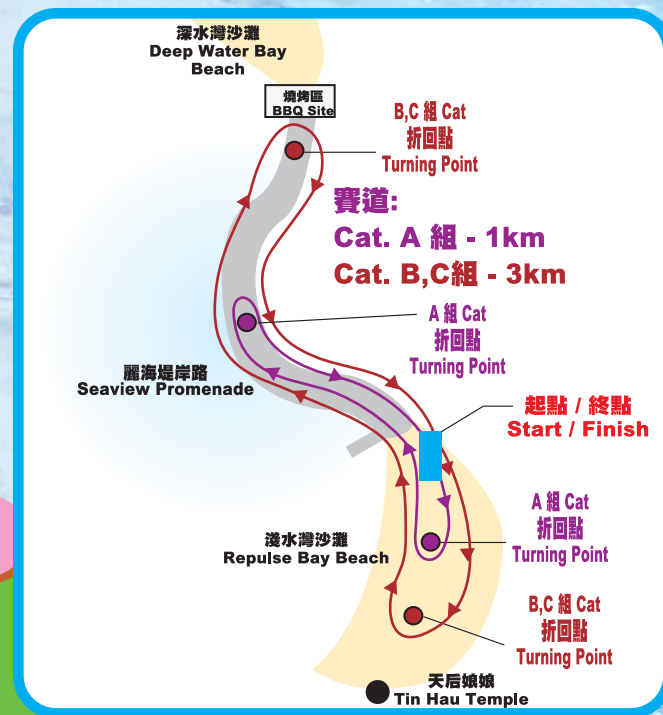 深水灣沙灘
Deep Water Bay
Beach
燒烤區
BBQ Site
B,C 組 Cat
折回點
Turning Point
賽道:
Cat. A 組 - 1km
Cat. B,C組 - 3km
A 組 Cat
折回點
Turning Point
麗海堤岸路
Seaview Promenade
起點 / 終點
Start / Finish
A 組 Cat
折回點
Turning Point
淺水灣沙灘
Repulse Bay Beach
B,C 組 Cat
折回點
Turning Point
天后娘娘
Tin Hau Temple